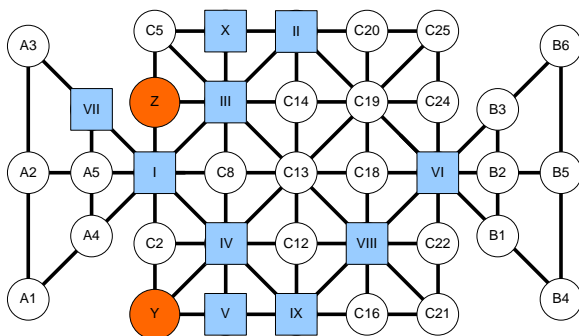 C5 X II C20 C25
A3 B6
VII Z III C14 C19 C24 B3
A2 A5 I C8 C13 C18 VI B2 B5
A4 C2 IV C12 VIII C22 B1
A1 Y V IX C16 C21 B4